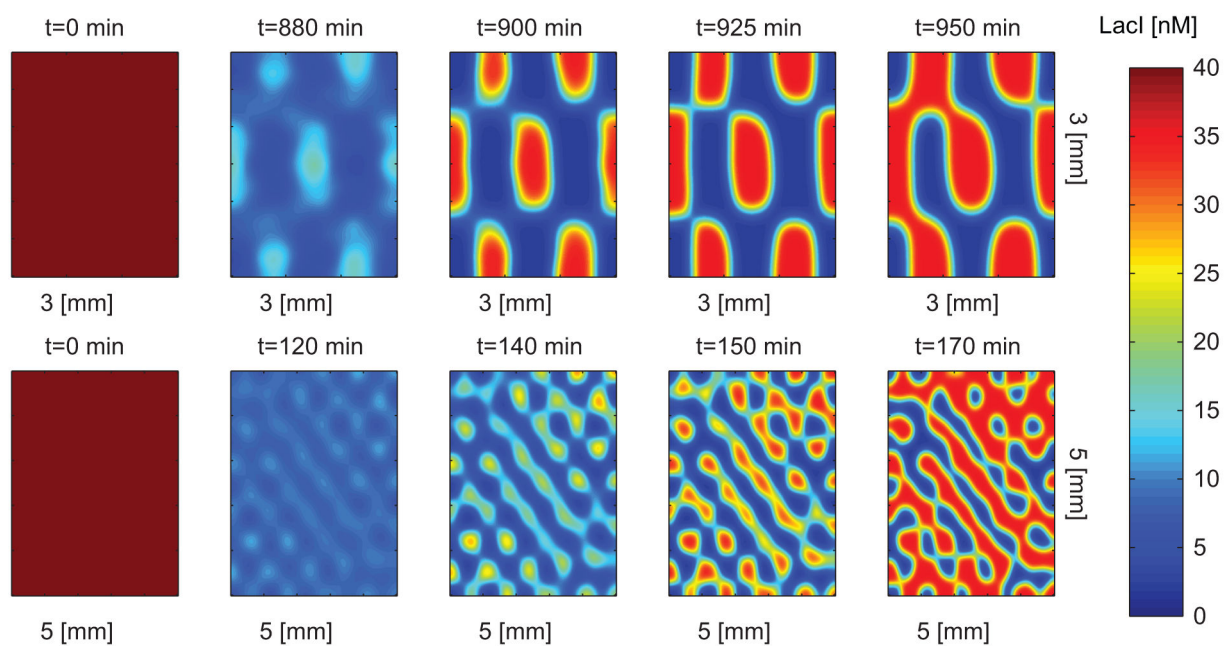 t=0 min t=880 min t=900 min t=925 min t=950 min LacI [nM]
40
35
30
25
20
15
10
5
0
3 [mm]
3 [mm] 3 [mm] 3 [mm] 3 [mm] 3 [mm]
t=0 min t=120 min t=140 min t=150 min t=170 min
5 [mm]
5 [mm] 5 [mm] 5 [mm] 5 [mm] 5 [mm]